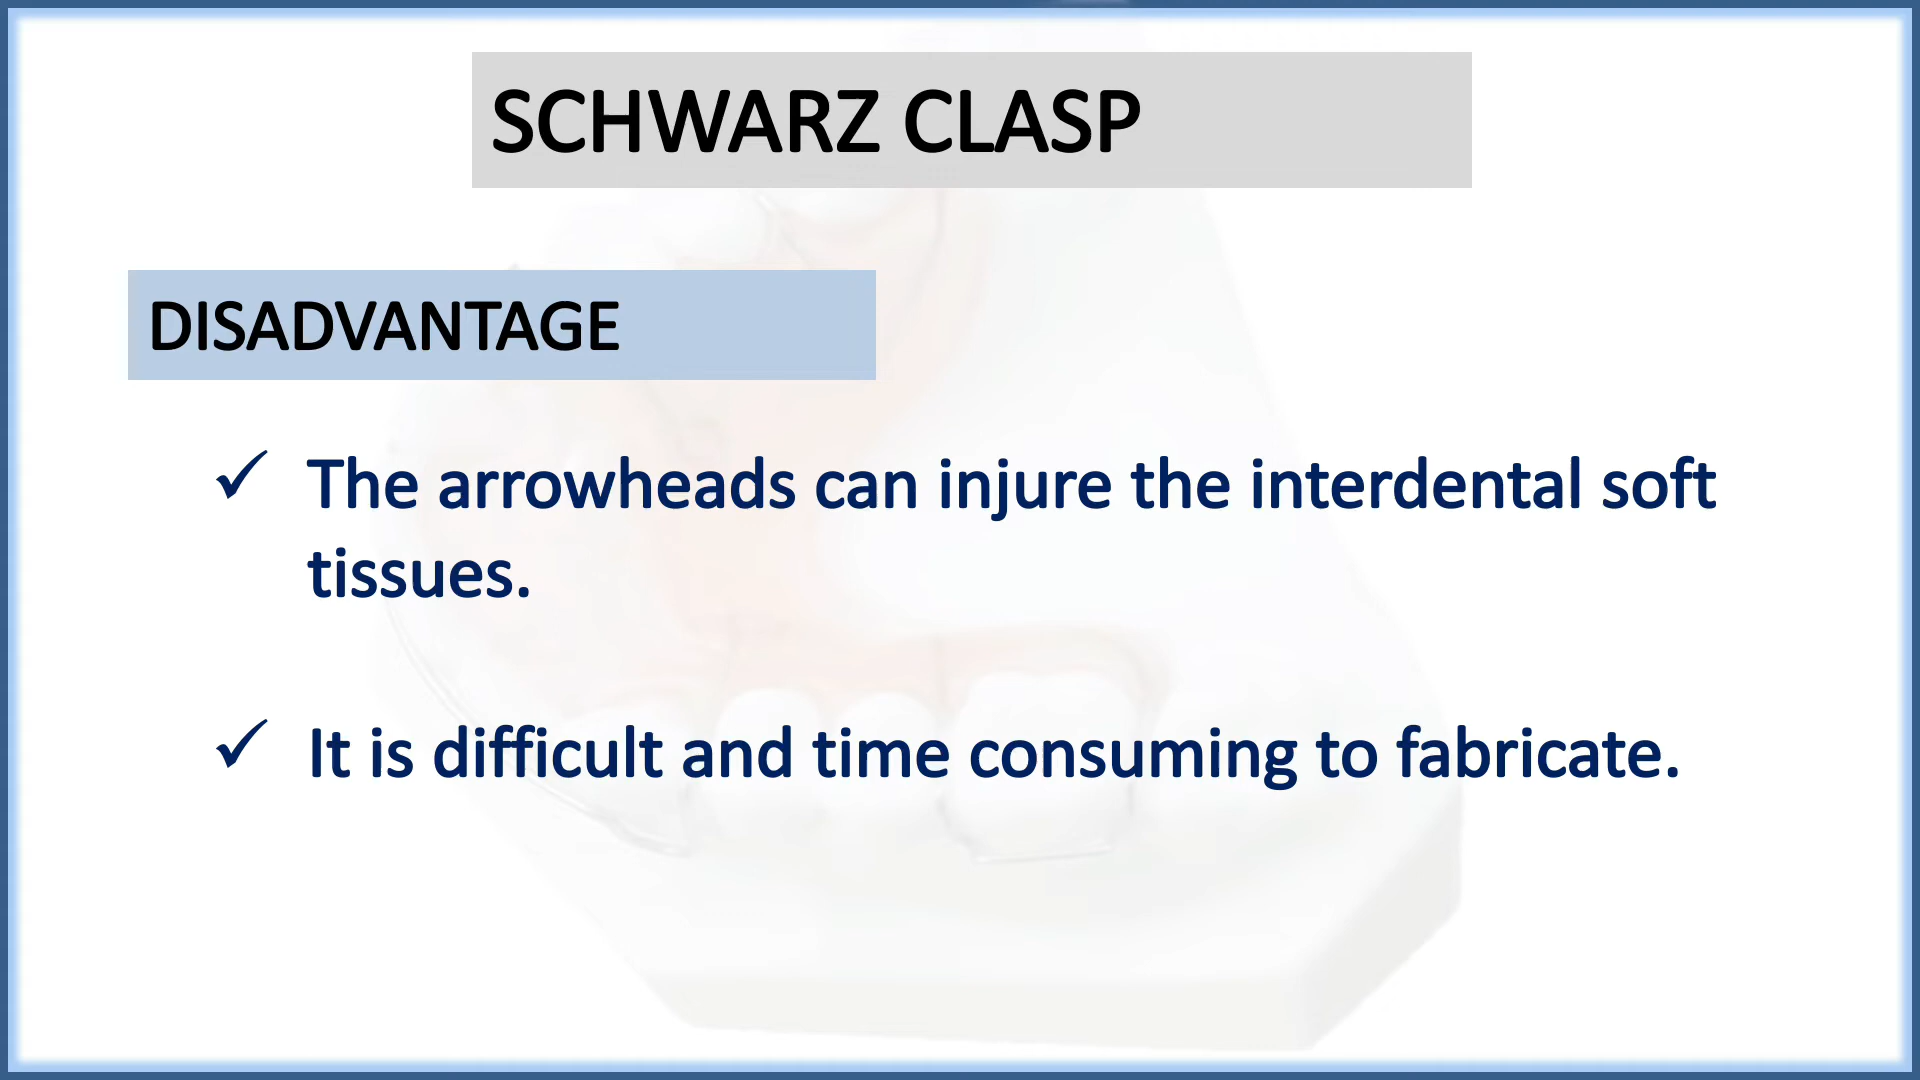 SCHWARZ CLASP
DISADVANTAGE
✓ The arrowheads can injure the interdental soft
tissues.
✓ It is difficult and time consuming to fabricate.